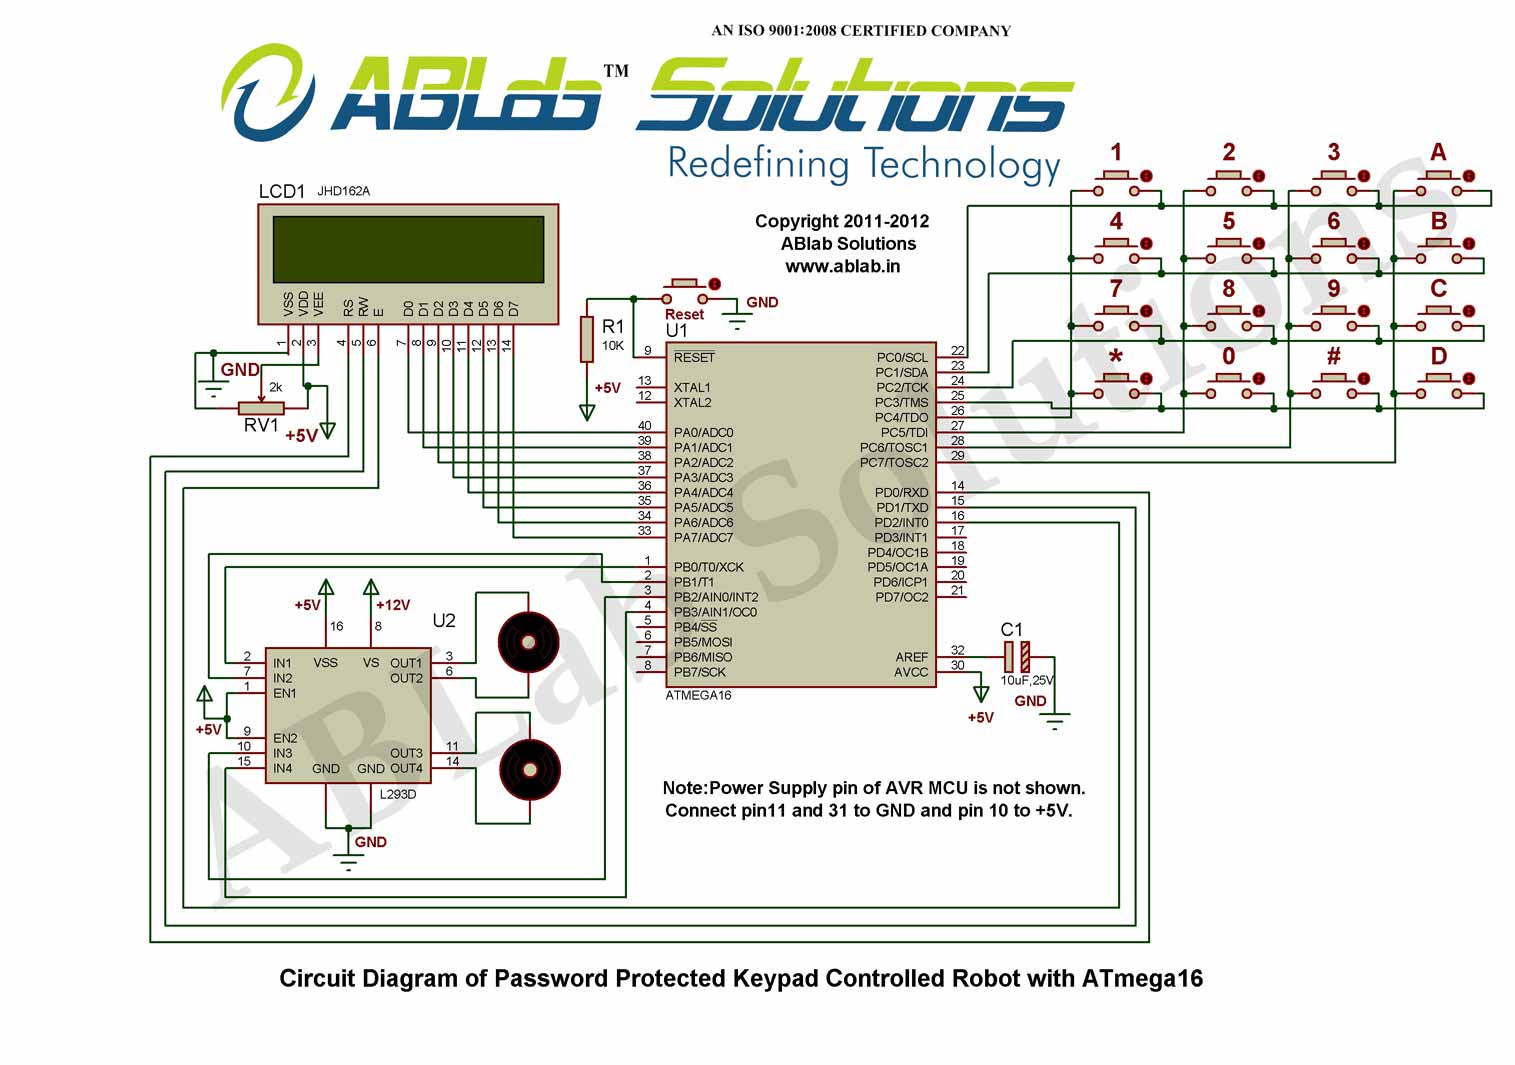 AN ISO 9001:2008 CERTIFIED COMPANY
ABLab™ Solutions
Redefining Technology
Copyright 2011-2012
ABlab Solutions
www.ablab.in
LCD1 JHD162A
VSS VDD VEE RS RW E D0 D1 D2 D3 D4 D5 D6 D7
1 2 3 4 5 6 7 8 9 10 11 12 13 14
GND
2k
RV1
+5V
1 2 3 A
4 5 6 B
7 8 9 C
* 0 # D
Reset
GND
R1
10K
+5V
U1
9 RESET
13 XTAL1
12 XTAL2
40 PA0/ADC0
39 PA1/ADC1
38 PA2/ADC2
37 PA3/ADC3
36 PA4/ADC4
35 PA5/ADC5
34 PA6/ADC6
33 PA7/ADC7
1 PB0/T0/XCK
2 PB1/T1
3 PB2/AIN0/INT2
4 PB3/AIN1/OC0
5 PB4/SS
6 PB5/MOSI
7 PB6/MISO
8 PB7/SCK
PC0/SCL 22
PC1/SDA 23
PC2/TCK 24
PC3/TMS 25
PC4/TDO 26
PC5/TDI 27
PC6/TOSC1 28
PC7/TOSC2 29
PD0/RXD 14
PD1/TXD 15
PD2/INT0 16
PD3/INT1 17
PD4/OC1B 18
PD5/OC1A 19
PD6/ICP1 20
PD7/OC2 21
AREF 32
AVCC 30
ATMEGA16
C1
10uF,25V
GND
+5V
+5V
+12V
16 8
U2
VSS VS
2 IN1
7 IN2
1 EN1
+5V
9 EN2
10 IN3
15 IN4
OUT1 3
OUT2 6
OUT3 11
OUT4 14
GND GND
L293D
GND
Note:Power Supply pin of AVR MCU is not shown.
Connect pin11 and 31 to GND and pin 10 to +5V.
ABLab Solutions
Circuit Diagram of Password Protected Keypad Controlled Robot with ATmega16